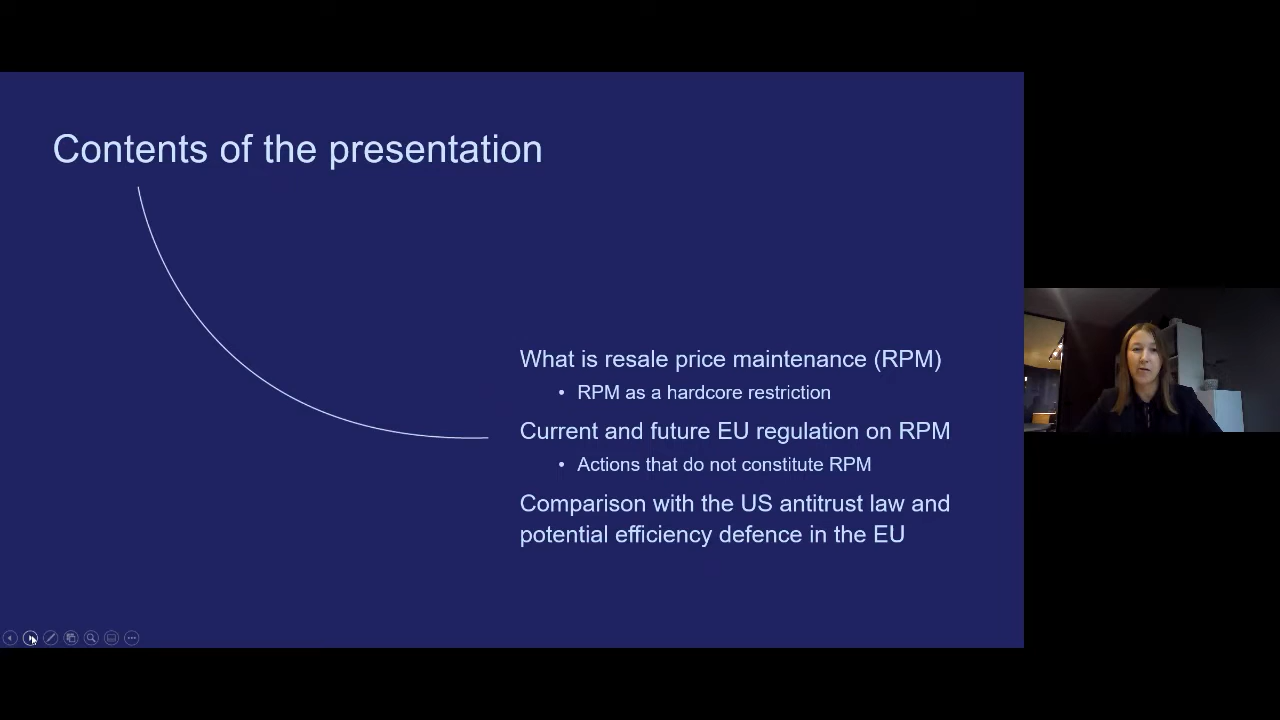 Contents of the presentation
What is resale price maintenance (RPM)
• RPM as a hardcore restriction
Current and future EU regulation on RPM
• Actions that do not constitute RPM
Comparison with the US antitrust law and
potential efficiency defence in the EU